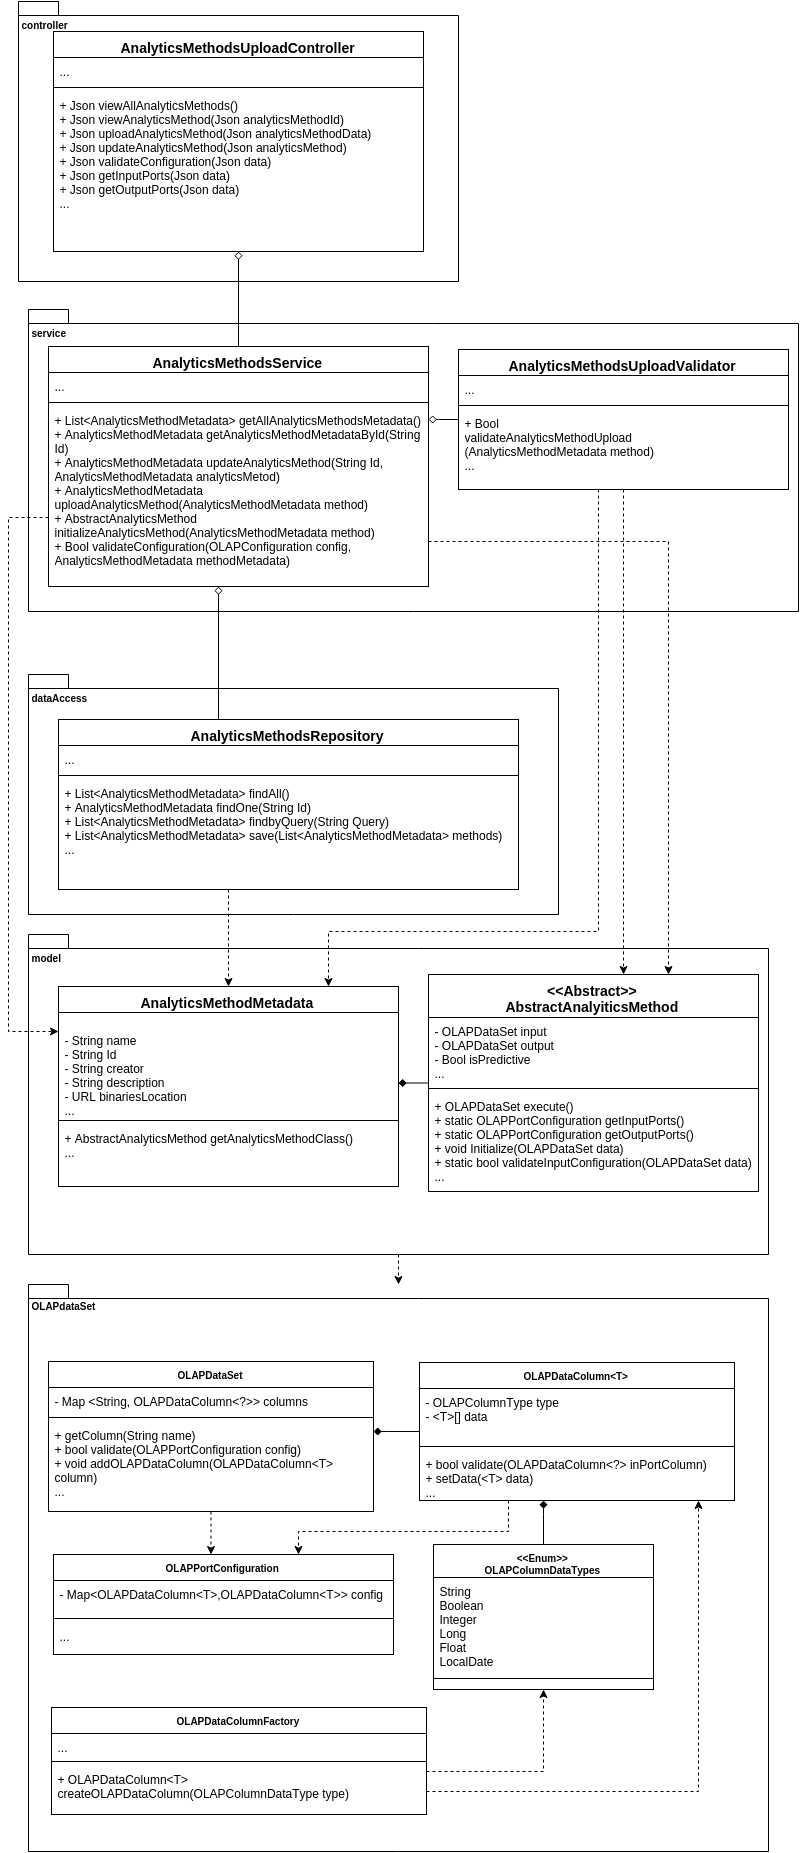 controller
AnalyticsMethodsUploadController
...
+ Json viewAllAnalyticsMethods()
+ Json viewAnalyticsMethod(Json analyticsMethodId)
+ Json uploadAnalyticsMethod(Json analyticsMethodData)
+ Json updateAnalyticsMethod(Json analyticsMethod)
+ Json validateConfiguration(Json data)
+ Json getInputPorts(Json data)
+ Json getOutputPorts(Json data)
...
service
AnalyticsMethodsService
...
+ List<AnalyticsMethodMetadata> getAllAnalyticsMethodsMetadata()
+ AnalyticsMethodMetadata getAnalyticsMethodMetadataById(String
Id)
+ AnalyticsMethodMetadata updateAnalyticsMethod(String Id,
AnalyticsMethodMetadata analyticsMetod)
+ AnalyticsMethodMetadata
uploadAnalyticsMethod(AnalyticsMethodMetadata method)
+ AbstractAnalyticsMethod
initializeAnalyticsMethod(AnalyticsMethodMetadata method)
+ Bool validateConfiguration(OLAPConfiguration config,
AnalyticsMethodMetadata methodMetadata)
AnalyticsMethodsUploadValidator
...
+ Bool
validateAnalyticsMethodUpload
(AnalyticsMethodMetadata method)
...
dataAccess
AnalyticsMethodsRepository
...
+ List<AnalyticsMethodMetadata> findAll()
+ AnalyticsMethodMetadata findOne(String Id)
+ List<AnalyticsMethodMetadata> findbyQuery(String Query)
+ List<AnalyticsMethodMetadata> save(List<AnalyticsMethodMetadata> methods)
...
model
AnalyticsMethodMetadata
- String name
- String Id
- String creator
- String description
- URL binariesLocation
...
+ AbstractAnalyticsMethod getAnalyticsMethodClass()
...
<<Abstract>>
AbstractAnalyiticsMethod
- OLAPDataSet input
- OLAPDataSet output
- Bool isPredictive
...
+ OLAPDataSet execute()
+ static OLAPPortConfiguration getInputPorts()
+ static OLAPPortConfiguration getOutputPorts()
+ void Initialize(OLAPDataSet data)
+ static bool validateInputConfiguration(OLAPDataSet data)
...
OLAPdataSet
OLAPDataSet
- Map <String, OLAPDataColumn<?>> columns
+ getColumn(String name)
+ bool validate(OLAPPortConfiguration config)
+ void addOLAPDataColumn(OLAPDataColumn<T>
column)
...
OLAPDataColumn<T>
- OLAPColumnType type
- <T>[] data
+ bool validate(OLAPDataColumn<?> inPortColumn)
+ setData(<T> data)
...
OLAPPortConfiguration
- Map<OLAPDataColumn<T>,OLAPDataColumn<T>> config
...
<<Enum>>
OLAPColumnDataTypes
String
Boolean
Integer
Long
Float
LocalDate
OLAPDataColumnFactory
...
+ OLAPDataColumn<T>
createOLAPDataColumn(OLAPColumnDataType type)